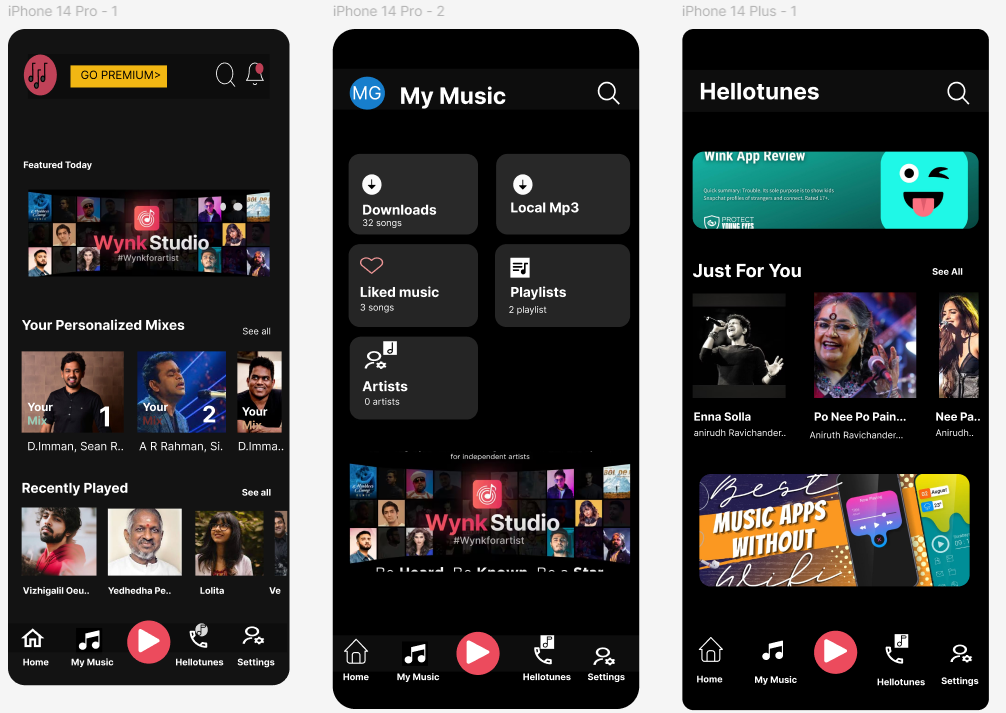 iPhone 14 Pro - 1
GO PREMIUM>
Featured Today
WynkStudio
#Wynkforartist
Your Personalized Mixes
See all
Your
Mix
1
Your
Mix
2
Your
Mix
D.Imman, Sean R..
A R Rahman, Si.
D.Imma..
Recently Played
See all
Vizhigalil Oeu..
Yedhedha Pe..
Lolita
Ve
Home
My Music
Hellotunes
Settings
iPhone 14 Pro - 2
MG
My Music
Downloads
32 songs
Local Mp3
Liked music
3 songs
Playlists
2 playlist
Artists
0 artists
for independent artists
WynkStudio
#Wynkforartist
Be Heard. Be Known. Be a Star.
Home
My Music
Hellotunes
Settings
iPhone 14 Plus - 1
Hellotunes
Wink App Review
Quick summary: Trouble. Its sole purpose is to show kids
Snapchat profiles of strangers and connect. Rated 17+.
PROTECT
YOUNG EYES
Just For You
See All
Enna Solla
anirudh Ravichander..
Po Nee Po Pain...
Aniruth Ravichander...
Nee Pa..
Anirudh..
Best
MUSIC APPS
WITHOUT
Wifi
Now Playing
August
23°
Home
My Music
Hellotunes
Settings